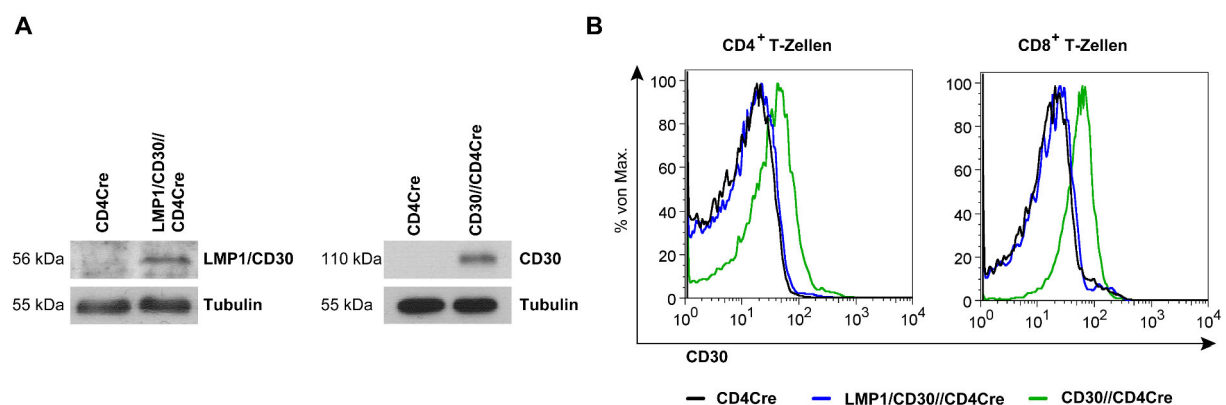 A
CD4Cre
LMP1/CD30//
CD4Cre
56 kDa
LMP1/CD30
55 kDa
Tubulin
CD4Cre
CD30//CD4Cre
110 kDa
CD30
55 kDa
Tubulin
B
CD4+ T-Zellen
CD8+ T-Zellen
% von Max.
100
80
60
40
20
0
10^0 10^1 10^2 10^3 10^4
100
80
60
40
20
0
10^0 10^1 10^2 10^3 10^4
CD30
CD4Cre
LMP1/CD30//CD4Cre
CD30//CD4Cre